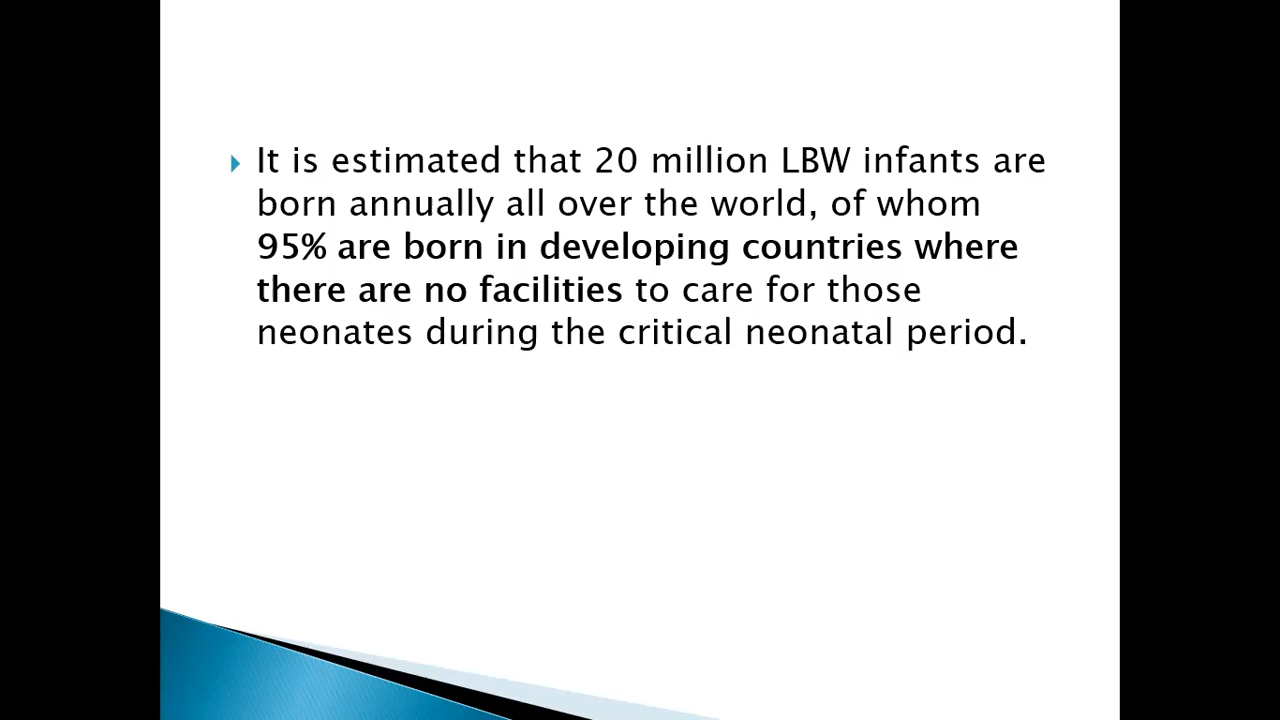 It is estimated that 20 million LBW infants are
born annually all over the world, of whom
95% are born in developing countries where
there are no facilities to care for those
neonates during the critical neonatal period.